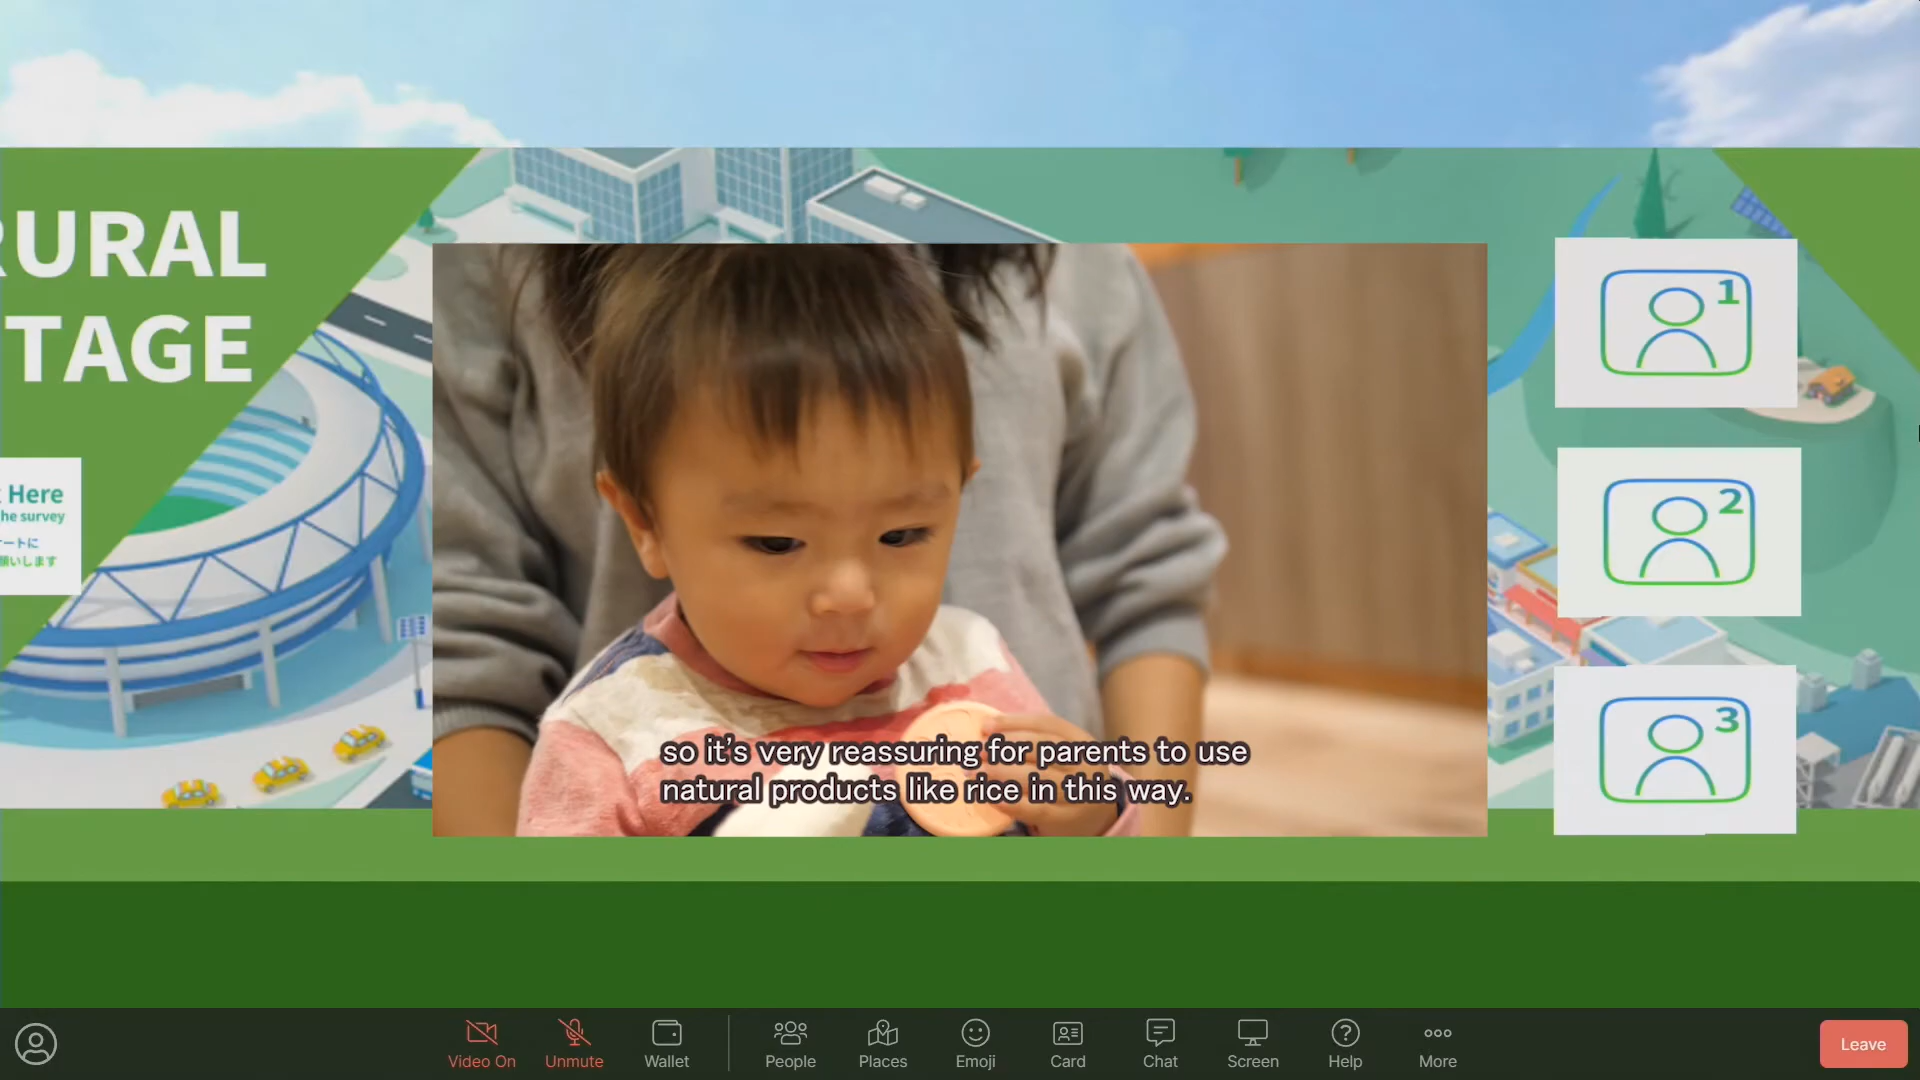 RURAL
TAGE
Here
he survey
ートに
願いします
1
2
3
so it's very reassuring for parents to use
natural products like rice in this way.
Video On
Unmute
Wallet
People
Places
Emoji
Card
Chat
Screen
Help
More
Leave